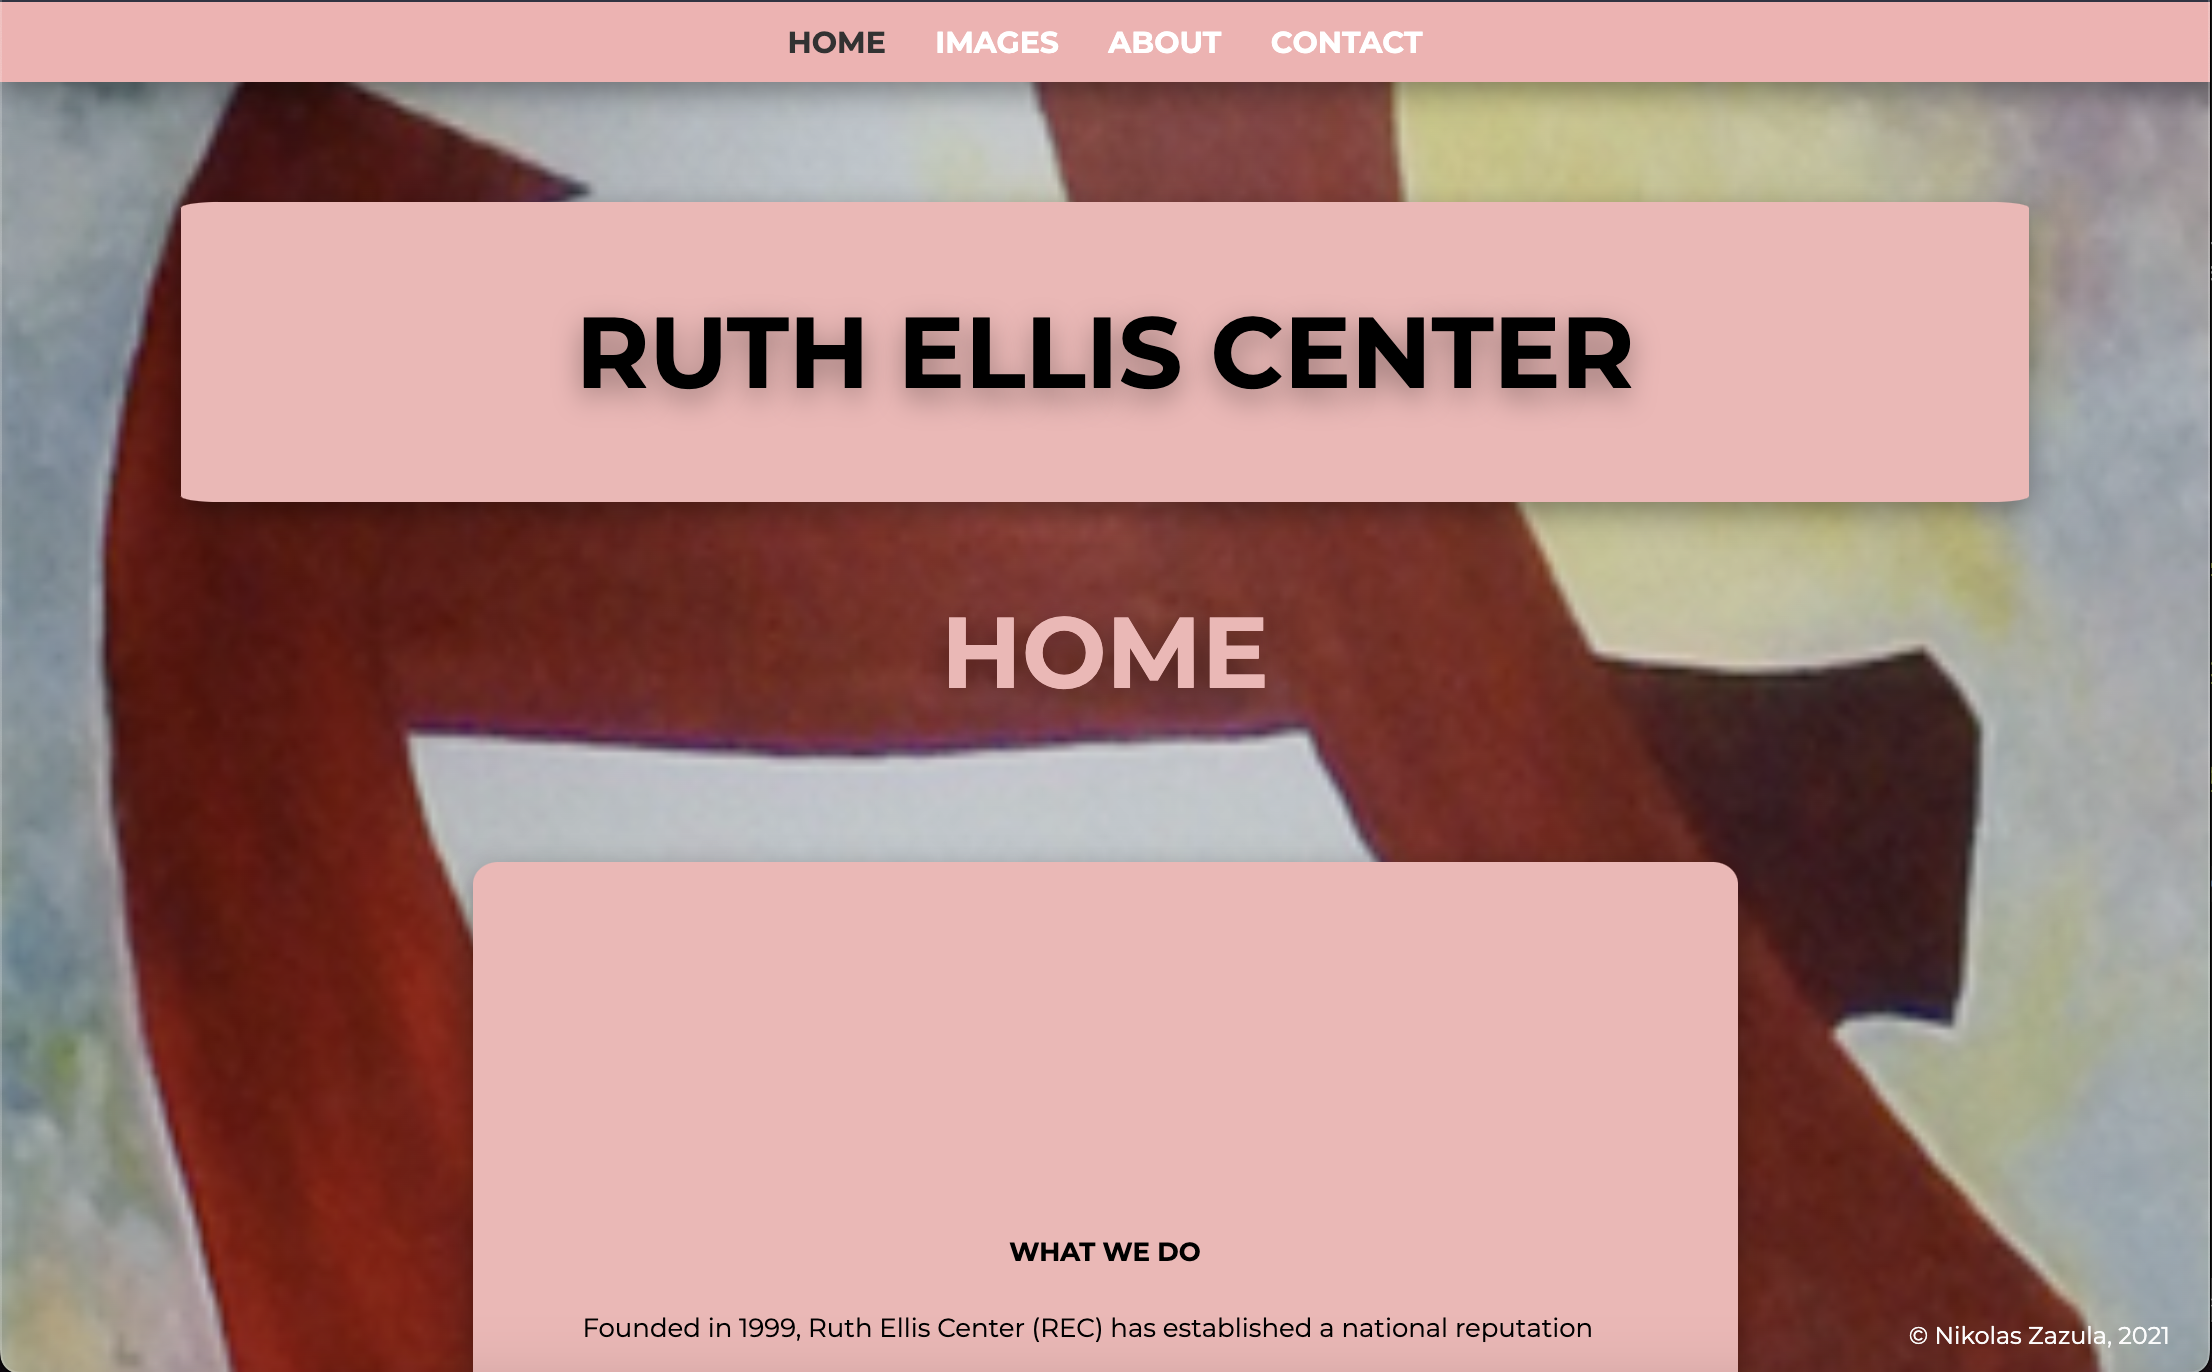 HOME IMAGES ABOUT CONTACT
RUTH ELLIS CENTER
HOME
WHAT WE DO
Founded in 1999, Ruth Ellis Center (REC) has established a national reputation
© Nikolas Zazula, 2021